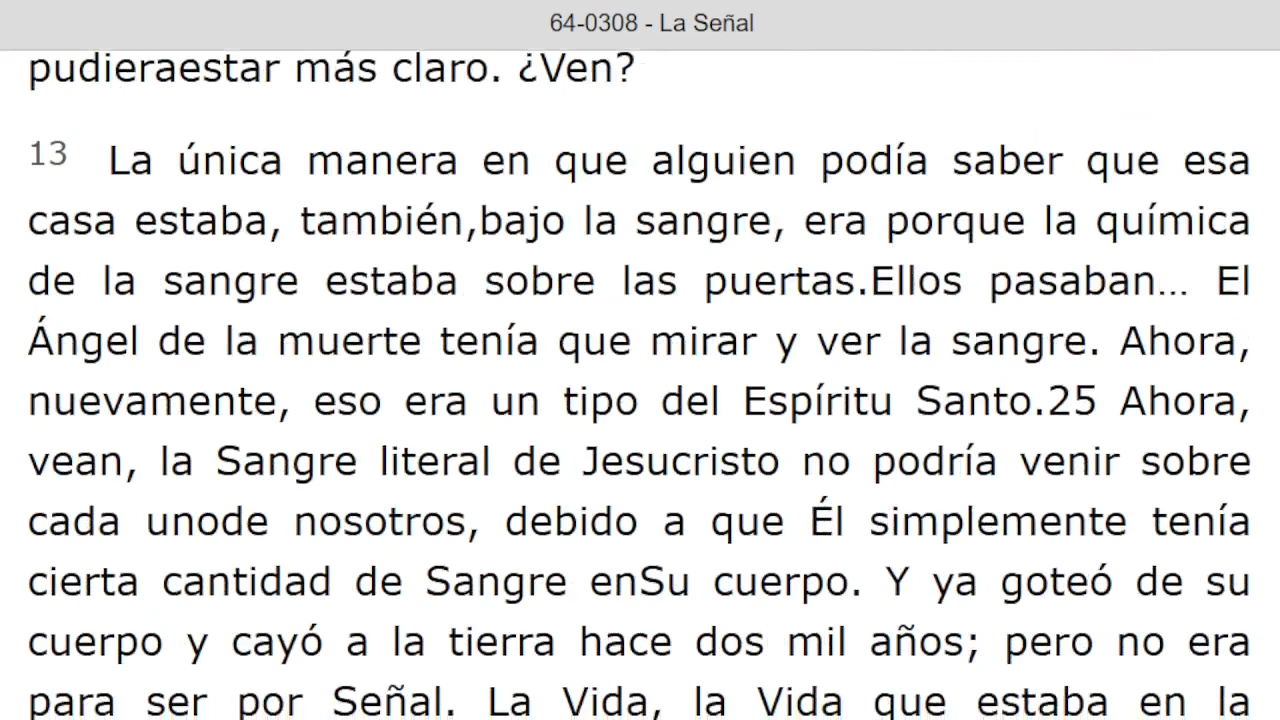 64-0308 - La Señal
pudieraestar más claro. ¿Ven?
13 La única manera en que alguien podía saber que esa
casa estaba, también,bajo la sangre, era porque la química
de la sangre estaba sobre las puertas.Ellos pasaban... El
Ángel de la muerte tenía que mirar y ver la sangre. Ahora,
nuevamente, eso era un tipo del Espíritu Santo.25 Ahora,
vean, la Sangre literal de Jesucristo no podría venir sobre
cada unode nosotros, debido a que Él simplemente tenía
cierta cantidad de Sangre enSu cuerpo. Y ya goteó de su
cuerpo y cayó a la tierra hace dos mil años; pero no era
para ser por Señal. La Vida, la Vida que estaba en la